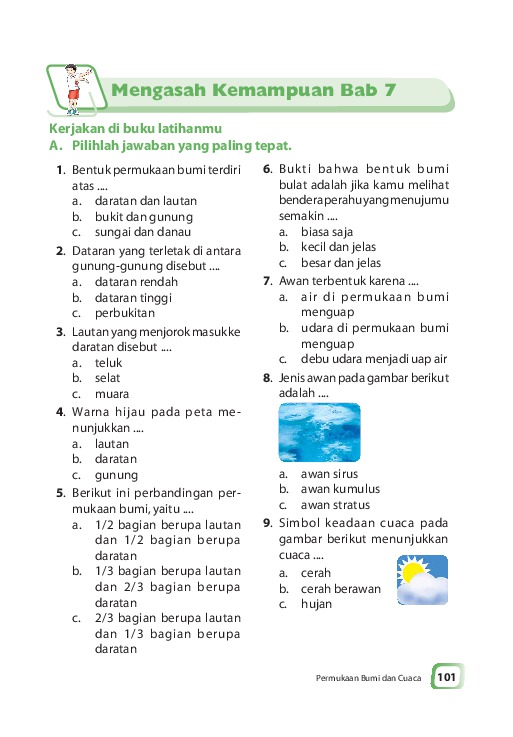 Mengasah Kemampuan Bab 7
Kerjakan di buku latihanmu
A. Pilihlah jawaban yang paling tepat.
1. Bentuk permukaan bumi terdiri
atas ....
a. daratan dan lautan
b. bukit dan gunung
c. sungai dan danau
2. Dataran yang terletak di antara
gunung-gunung disebut ....
a. dataran rendah
b. dataran tinggi
c. perbukitan
3. Lautan yang menjorok masuk ke
daratan disebut ....
a. teluk
b. selat
c. muara
4. Warna hijau pada peta me-
nunjukkan ....
a. lautan
b. daratan
c. gunung
5. Berikut ini perbandingan per-
mukaan bumi, yaitu ....
a. 1/2 bagian berupa lautan
dan 1/2 bagian berupa
daratan
b. 1/3 bagian berupa lautan
dan 2/3 bagian berupa
daratan
c. 2/3 bagian berupa lautan
dan 1/3 bagian berupa
daratan
6. Bukti bahwa bentuk bumi
bulat adalah jika kamu melihat
bendera perahu yang menujumu
semakin ....
a. biasa saja
b. kecil dan jelas
c. besar dan jelas
7. Awan terbentuk karena ....
a. air di permukaan bumi
menguap
b. udara di permukaan bumi
menguap
c. debu udara menjadi uap air
8. Jenis awan pada gambar berikut
adalah ....
a. awan sirus
b. awan kumulus
c. awan stratus
9. Simbol keadaan cuaca pada
gambar berikut menunjukkan
cuaca ....
a. cerah
b. cerah berawan
c. hujan
Permukaan Bumi dan Cuaca 101